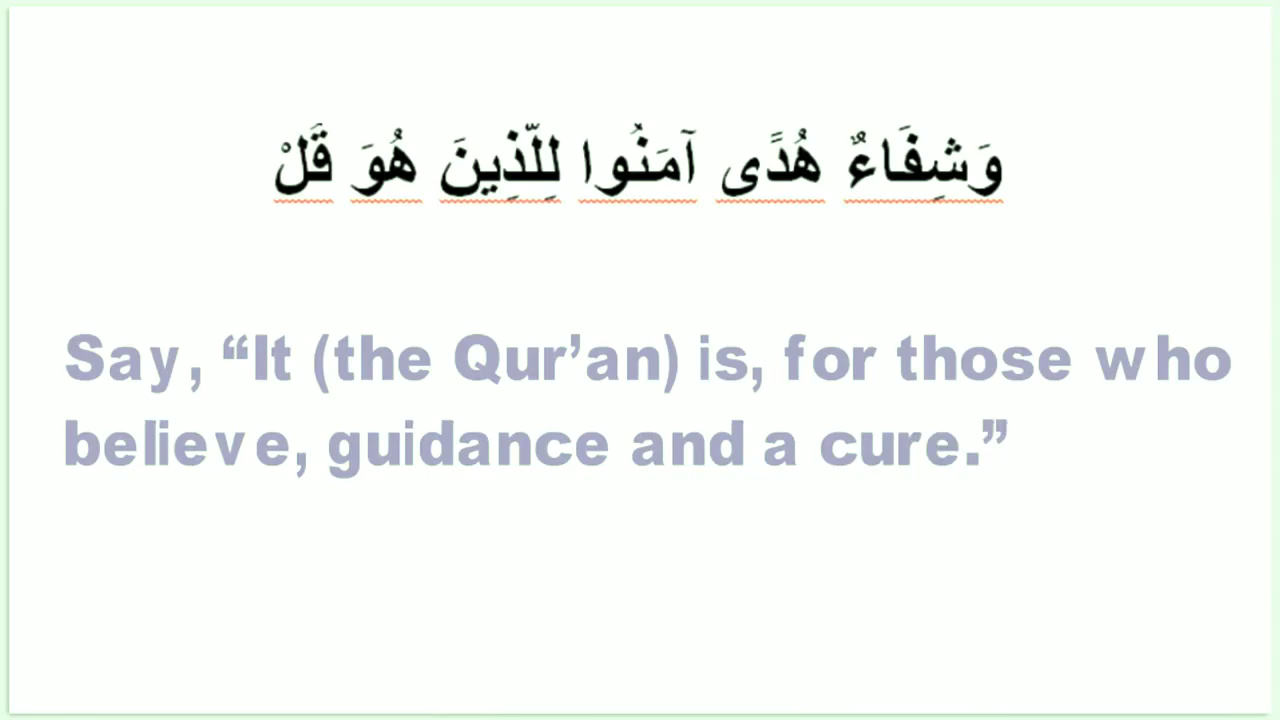 وَشِفَاءٌ هُدًى آمَنُوا لِلّذِينَ هُوَ قَلْ
Say, “It (the Qur’an) is, for those who
believe, guidance and a cure.”